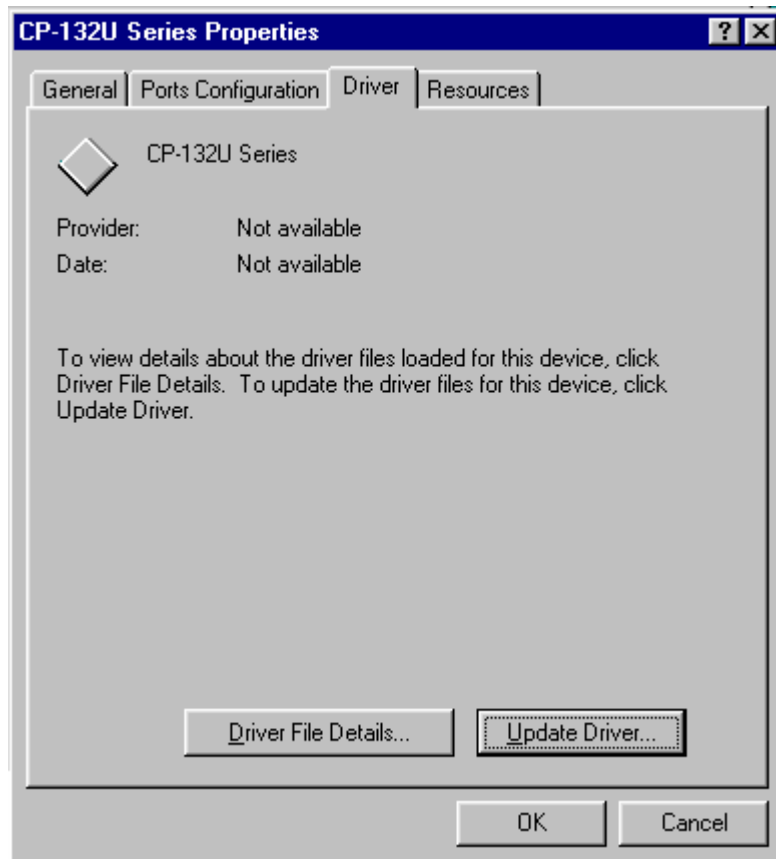 CP-132U Series Properties
General Ports Configuration Driver Resources
CP-132U Series
Provider: Not available
Date: Not available
To view details about the driver files loaded for this device, click
Driver File Details. To update the driver files for this device, click
Update Driver.
Driver File Details... Update Driver...
OK Cancel